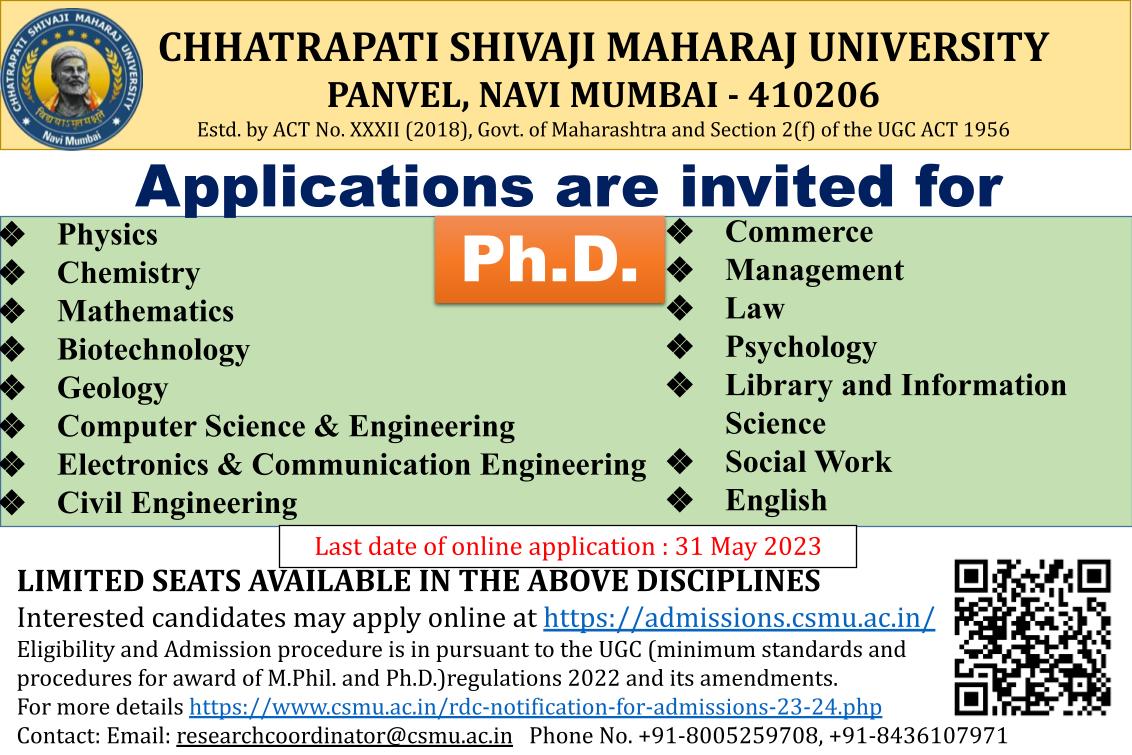 CHHATRAPATI SHIVAJI MAHARAJ UNIVERSITY
Navi Mumbai
CHHATRAPATI SHIVAJI MAHARAJ UNIVERSITY
PANVEL, NAVI MUMBAI - 410206
Estd. by ACT No. XXXII (2018), Govt. of Maharashtra and Section 2(f) of the UGC ACT 1956
Applications are invited for
Ph.D.
❖ Physics
❖ Chemistry
❖ Mathematics
❖ Biotechnology
❖ Geology
❖ Computer Science & Engineering
❖ Electronics & Communication Engineering
❖ Civil Engineering
❖ Commerce
❖ Management
❖ Law
❖ Psychology
❖ Library and Information
Science
❖ Social Work
❖ English
Last date of online application : 31 May 2023
LIMITED SEATS AVAILABLE IN THE ABOVE DISCIPLINES
Interested candidates may apply online at https://admissions.csmu.ac.in/
Eligibility and Admission procedure is in pursuant to the UGC (minimum standards and
procedures for award of M.Phil. and Ph.D.)regulations 2022 and its amendments.
For more details https://www.csmu.ac.in/rdc-notification-for-admissions-23-24.php
Contact: Email: researchcoordinator@csmu.ac.in Phone No. +91-8005259708, +91-8436107971